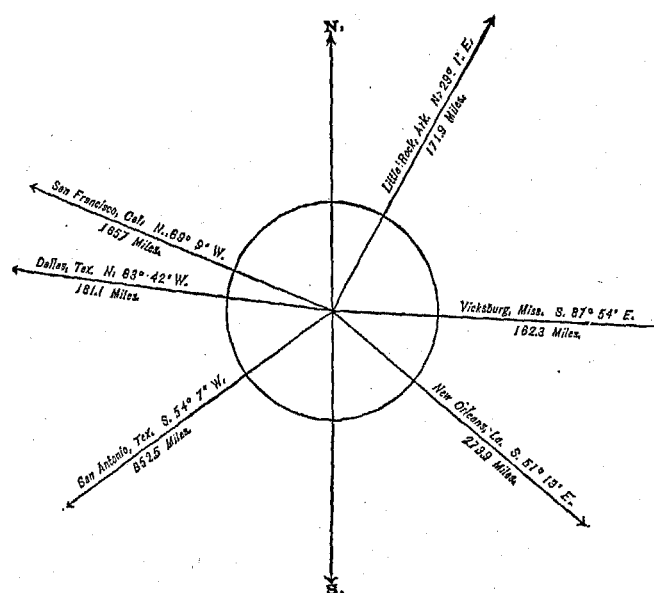 N.
Little Rock, Ark. N. 29° 1" E.
171.9 Miles.
San Francisco, Cal. N. 69° 9" W.
1657 Miles.
Dallas, Tex. N. 83° 42" W.
181.1 Miles.
Vicksburg, Miss. S. 87° 54" E.
162.3 Miles.
San Antonio, Tex. S. 54° 7" W.
352.5 Miles.
New Orleans, La. S. 51° 13" E.
273.9 Miles.
S.